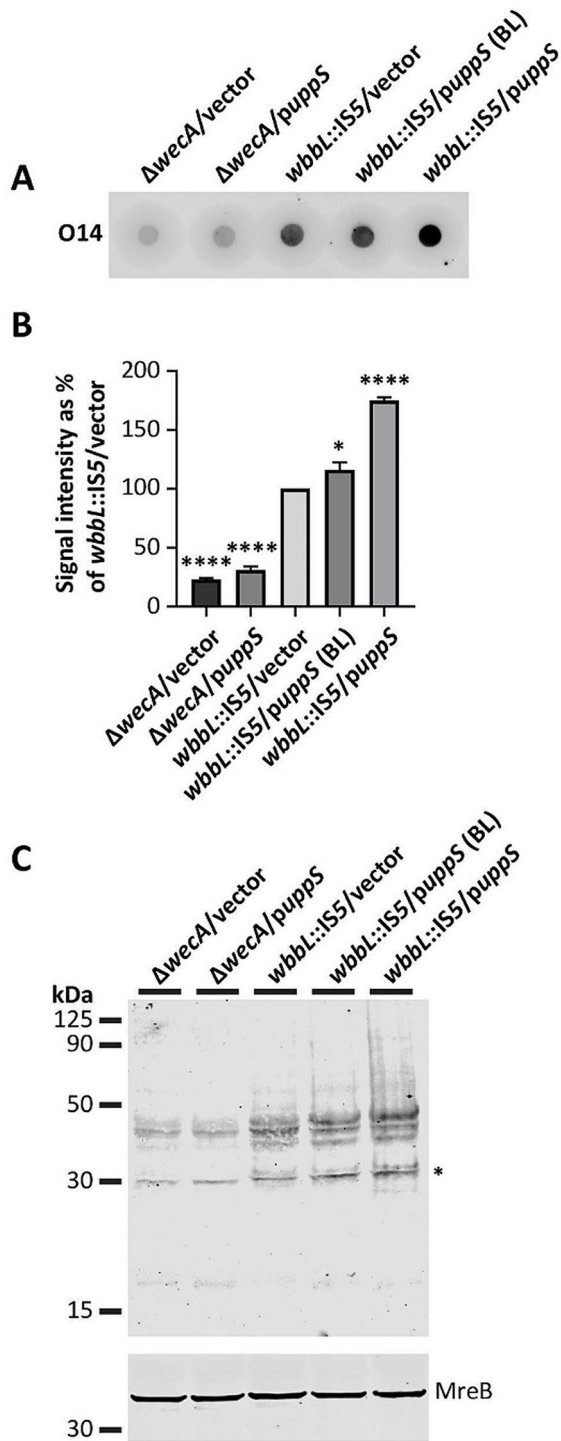 A
ΔwecA/vector
ΔwecA/puppS
wbbL::IS5/vector
wbbL::IS5/puppS (BL)
wbbL::IS5/puppS
O14
B
Signal intensity as %
of wbbL::IS5/vector
200
150
100
50
0
****
****
*
****
ΔwecA/vector
ΔwecA/puppS
wbbL::IS5/vector
wbbL::IS5/puppS (BL)
wbbL::IS5/puppS
C
ΔwecA/vector
ΔwecA/puppS
wbbL::IS5/vector
wbbL::IS5/puppS (BL)
wbbL::IS5/puppS
kDa
125
90
50
30
*
15
MreB
30